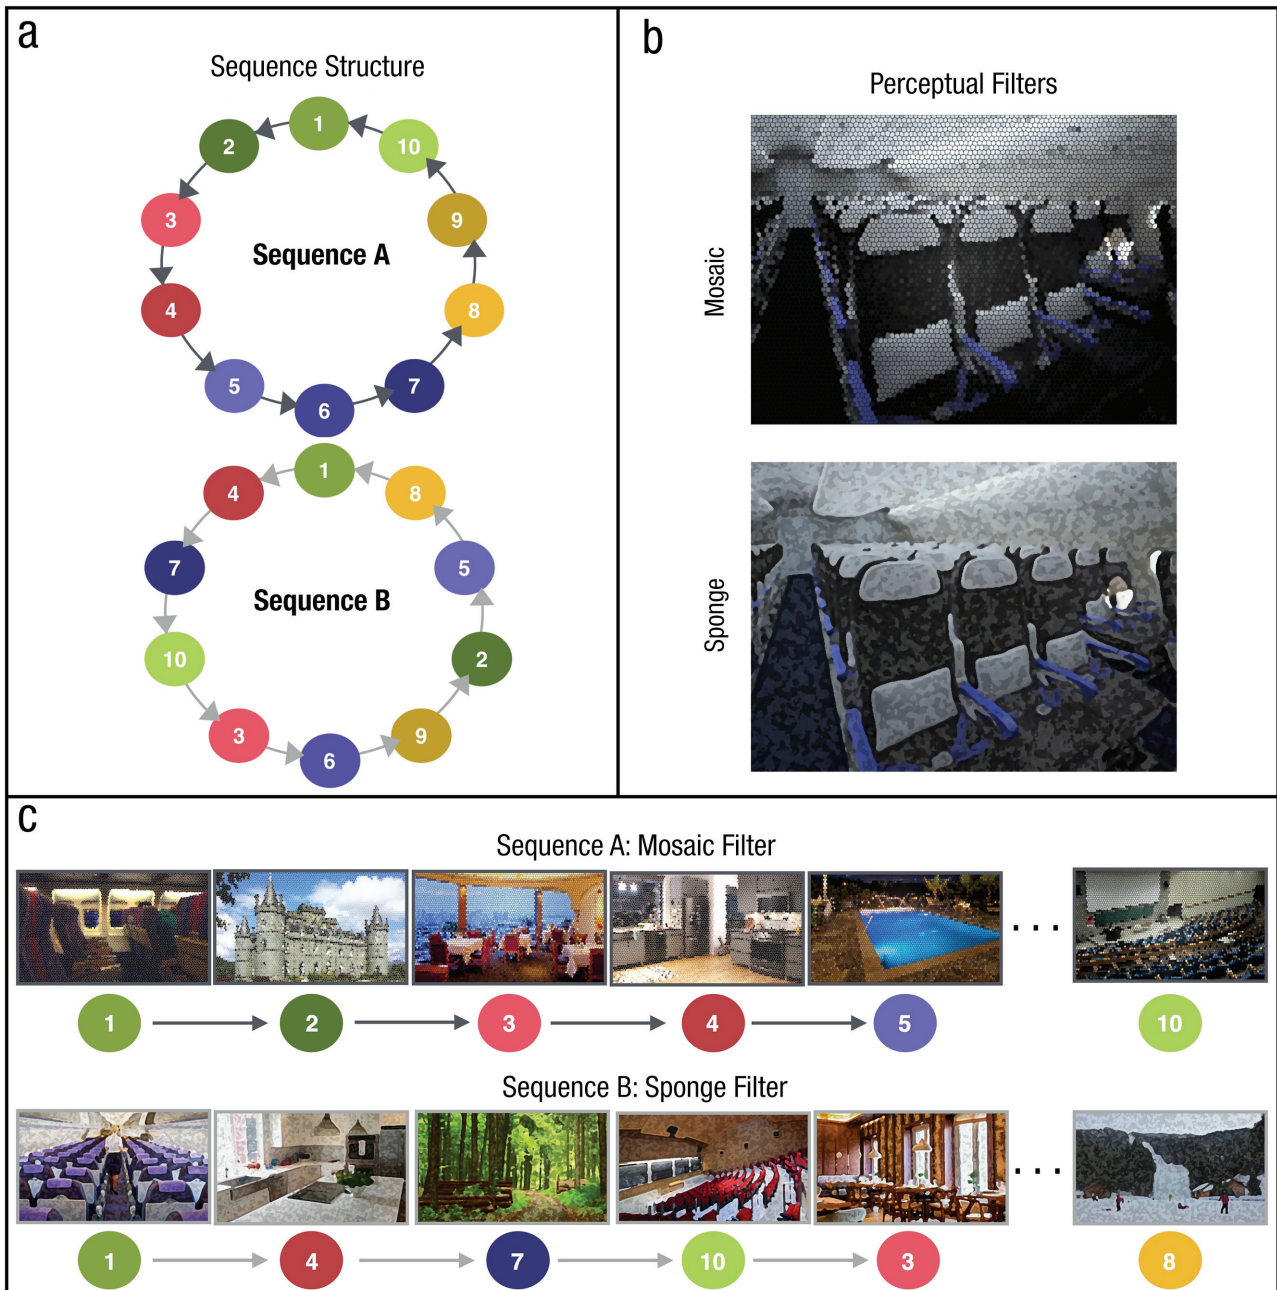 a
Sequence Structure
1
2
3
4
5
6
7
8
9
10
Sequence A
1
4
7
10
3
6
9
2
5
8
Sequence B
b
Perceptual Filters
Mosaic
Sponge
c
Sequence A: Mosaic Filter
. . .
1 2 3 4 5 10
Sequence B: Sponge Filter
. . .
1 4 7 10 3 8